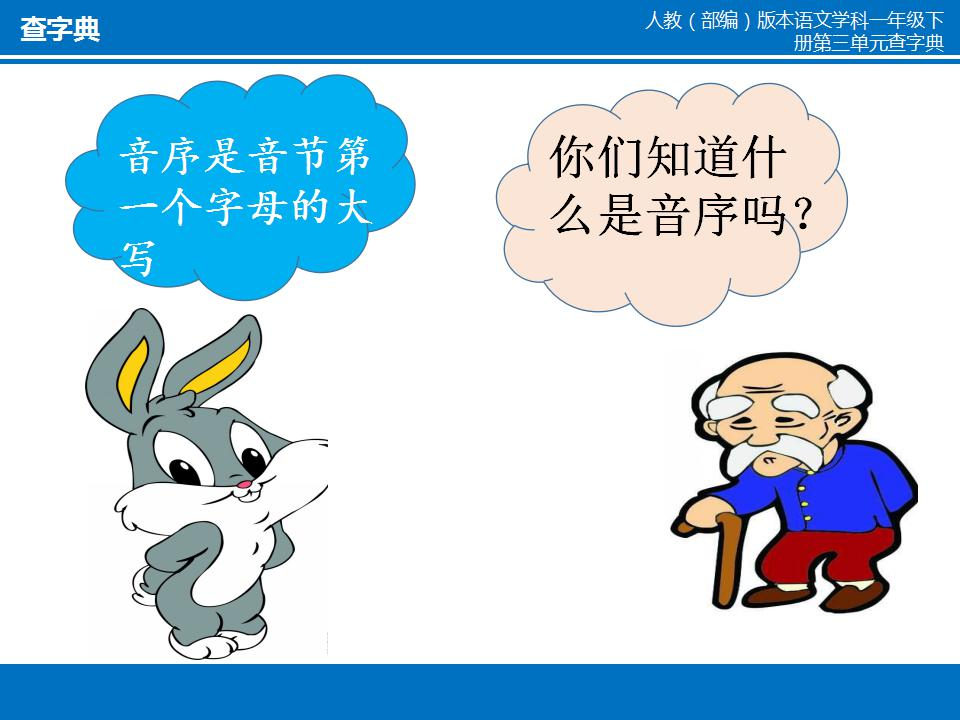 查字典
人教（部编）版本语文学科一年级下
册第三单元查字典
音序是音节第
一个字母的大
写
你们知道什
么是音序吗？